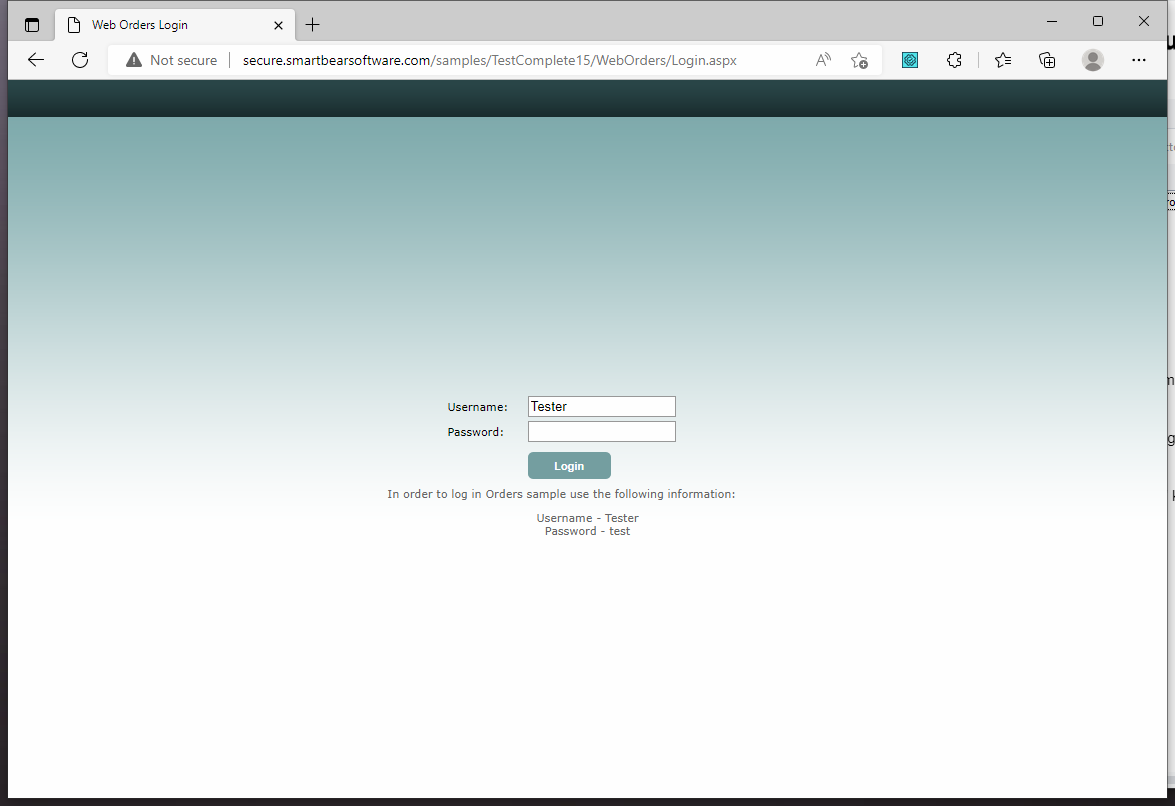 Web Orders Login
Not secure secure.smartbearsoftware.com/samples/TestComplete15/WebOrders/Login.aspx
Username: Tester
Password:
Login
In order to log in Orders sample use the following information:
Username - Tester
Password - test